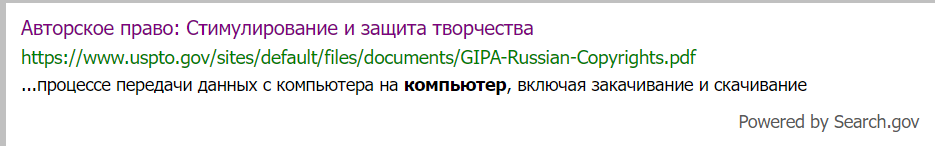 Авторское право: Стимулирование и защита творчества
https://www.uspto.gov/sites/default/files/documents/GIPA-Russian-Copyrights.pdf
...процессе передачи данных с компьютера на компьютер, включая закачивание и скачивание
Powered by Search.gov